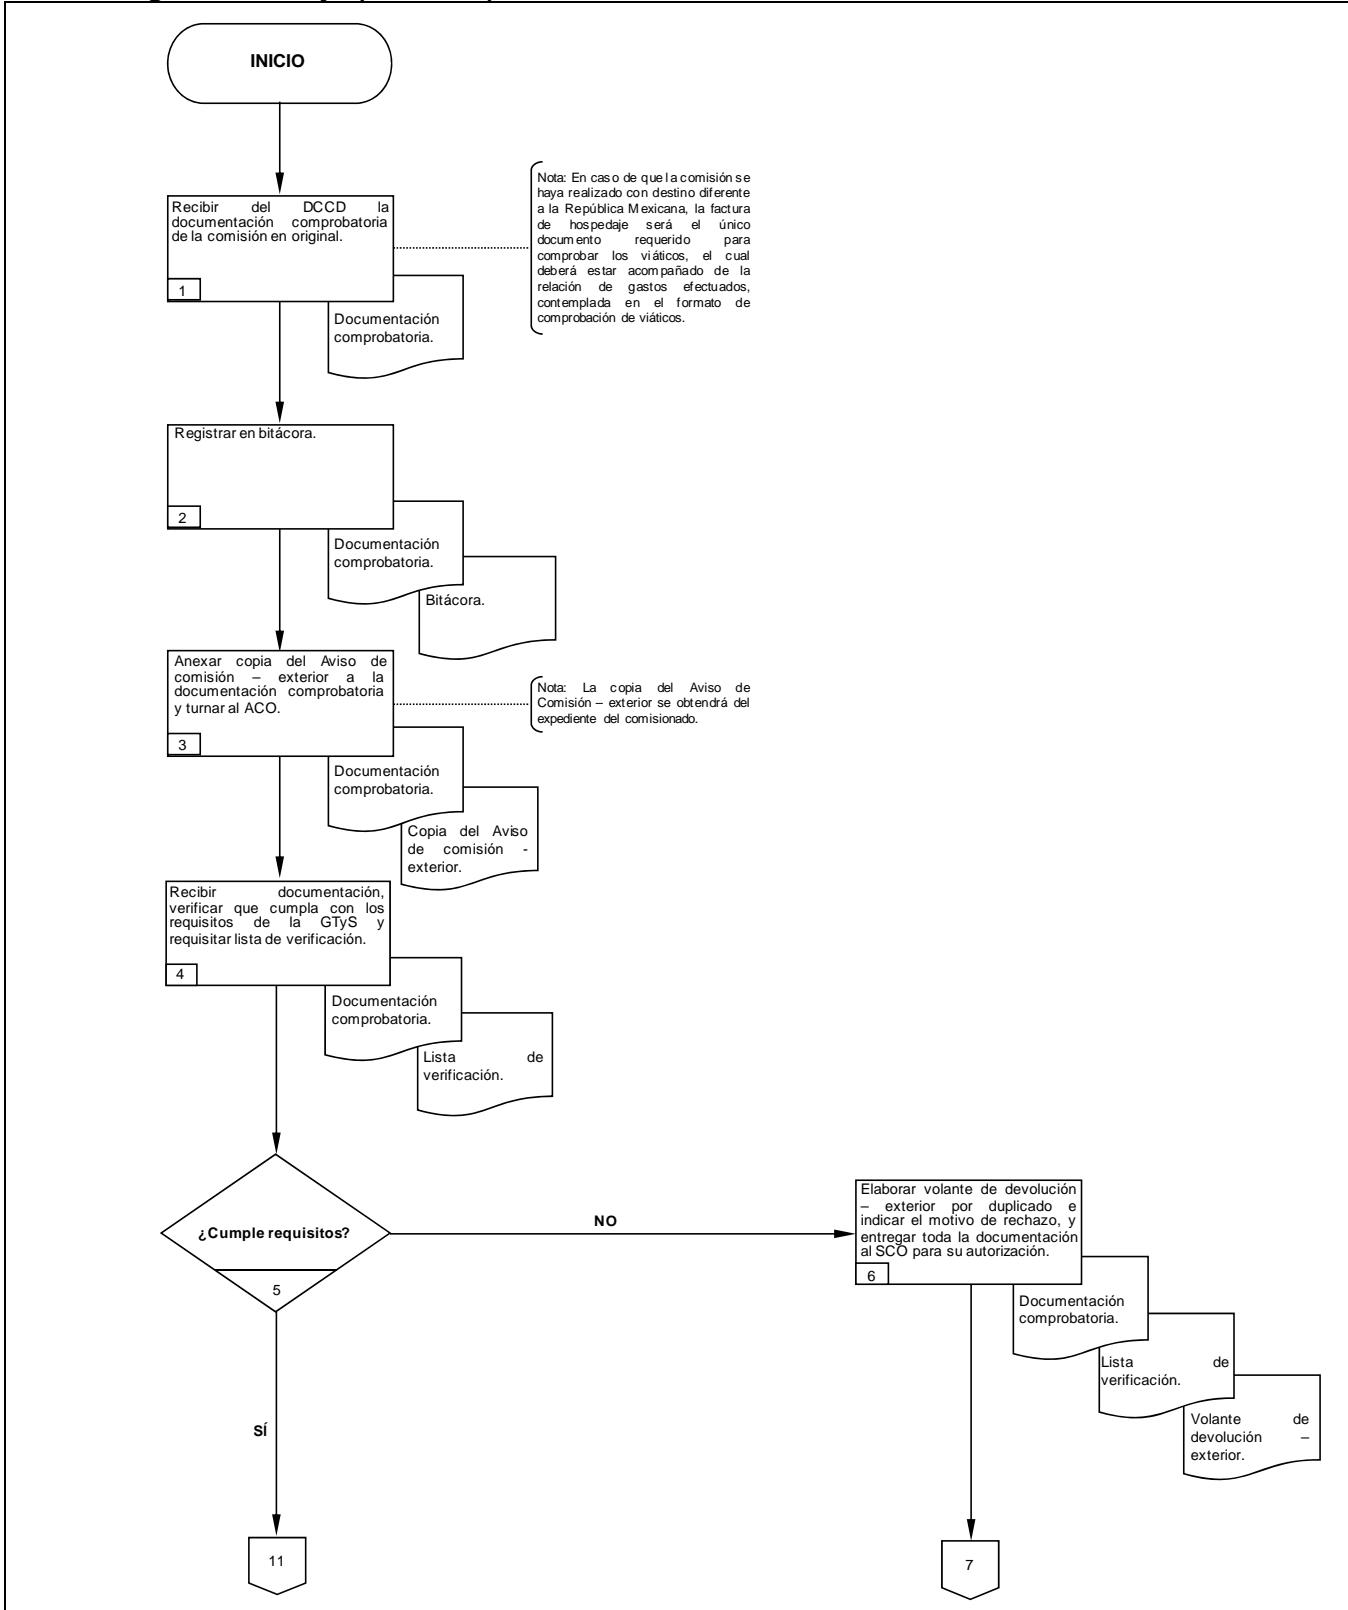 INICIO
Recibir del DCCD la
documentación comprobatoria
de la comisión en original.
1
Documentación
comprobatoria.
Nota: En caso de que la comisión se
haya realizado con destino diferente
a la República Mexicana, la factura
de hospedaje será el único
documento requerido para
comprobar los viáticos, el cual
deberá estar acompañado de la
relación de gastos efectuados,
contemplada en el formato de
comprobación de viáticos.
Registrar en bitácora.
2
Documentación
comprobatoria.
Bitácora.
Anexar copia del Aviso de
comisión – exterior a la
documentación comprobatoria
y turnar al ACO.
3
Nota: La copia del Aviso de
Comisión – exterior se obtendrá del
expediente del comisionado.
Documentación
comprobatoria.
Copia del Aviso
de comisión -
exterior.
Recibir documentación,
verificar que cumpla con los
requisitos de la GTyS y
requisitar lista de verificación.
4
Documentación
comprobatoria.
Lista de
verificación.
¿Cumple requisitos?
5
NO
Elaborar volante de devolución
– exterior por duplicado e
indicar el motivo de rechazo, y
entregar toda la documentación
al SCO para su autorización.
6
Documentación
comprobatoria.
Lista de
verificación.
Volante de
devolución –
exterior.
SÍ
11
7